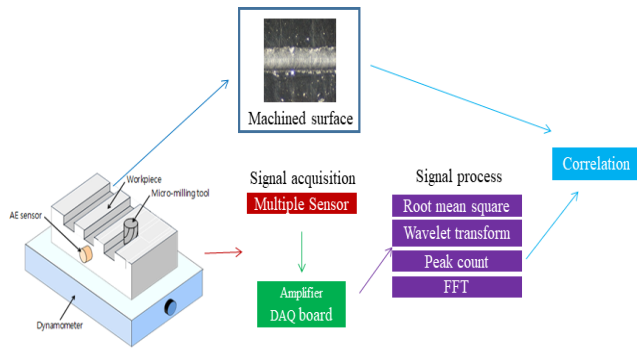 Machined surface
Workpiece
Micro-milling tool
AE sensor
Dynamometer
Signal acquisition
Multiple Sensor
Amplifier
DAQ board
Signal process
Root mean square
Wavelet transform
Peak count
FFT
Correlation